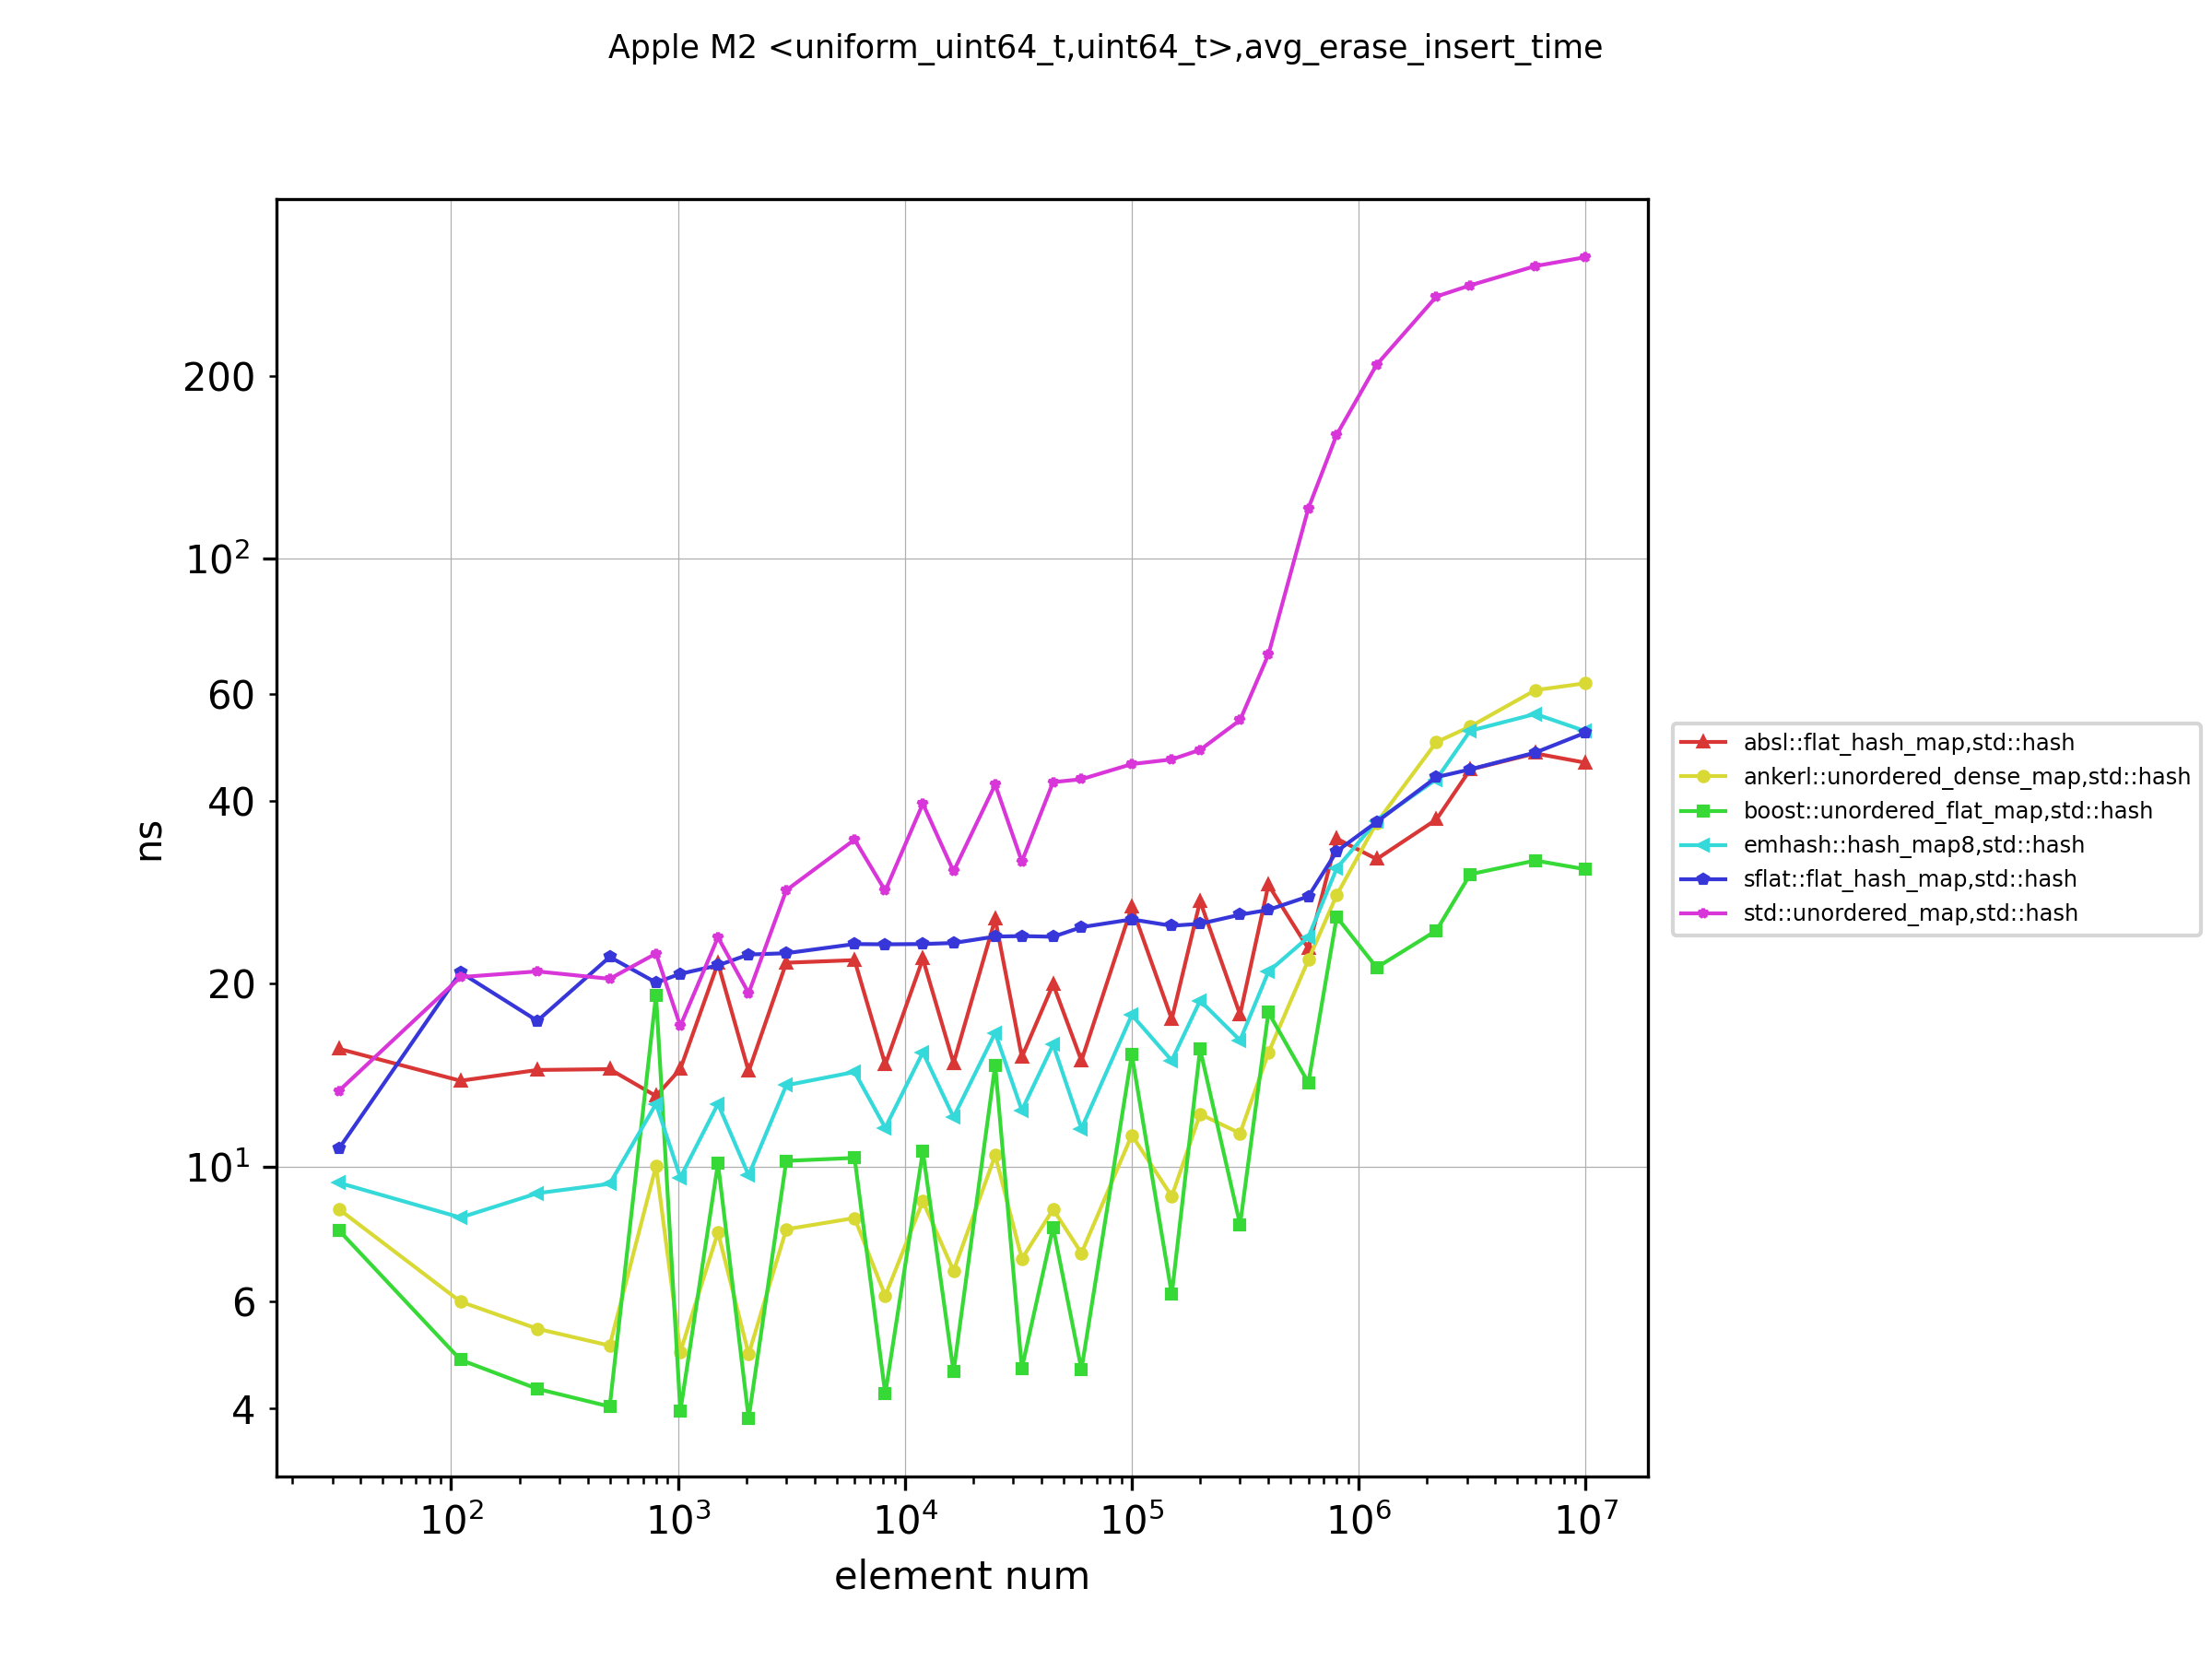 Apple M2 <uniform_uint64_t,uint64_t>,avg_erase_insert_time
200
10²
60
40
20
10¹
6
4
ns
10² 10³ 10⁴ 10⁵ 10⁶ 10⁷
element num
absl::flat_hash_map,std::hash
ankerl::unordered_dense_map,std::hash
boost::unordered_flat_map,std::hash
emhash::hash_map8,std::hash
sflat::flat_hash_map,std::hash
std::unordered_map,std::hash